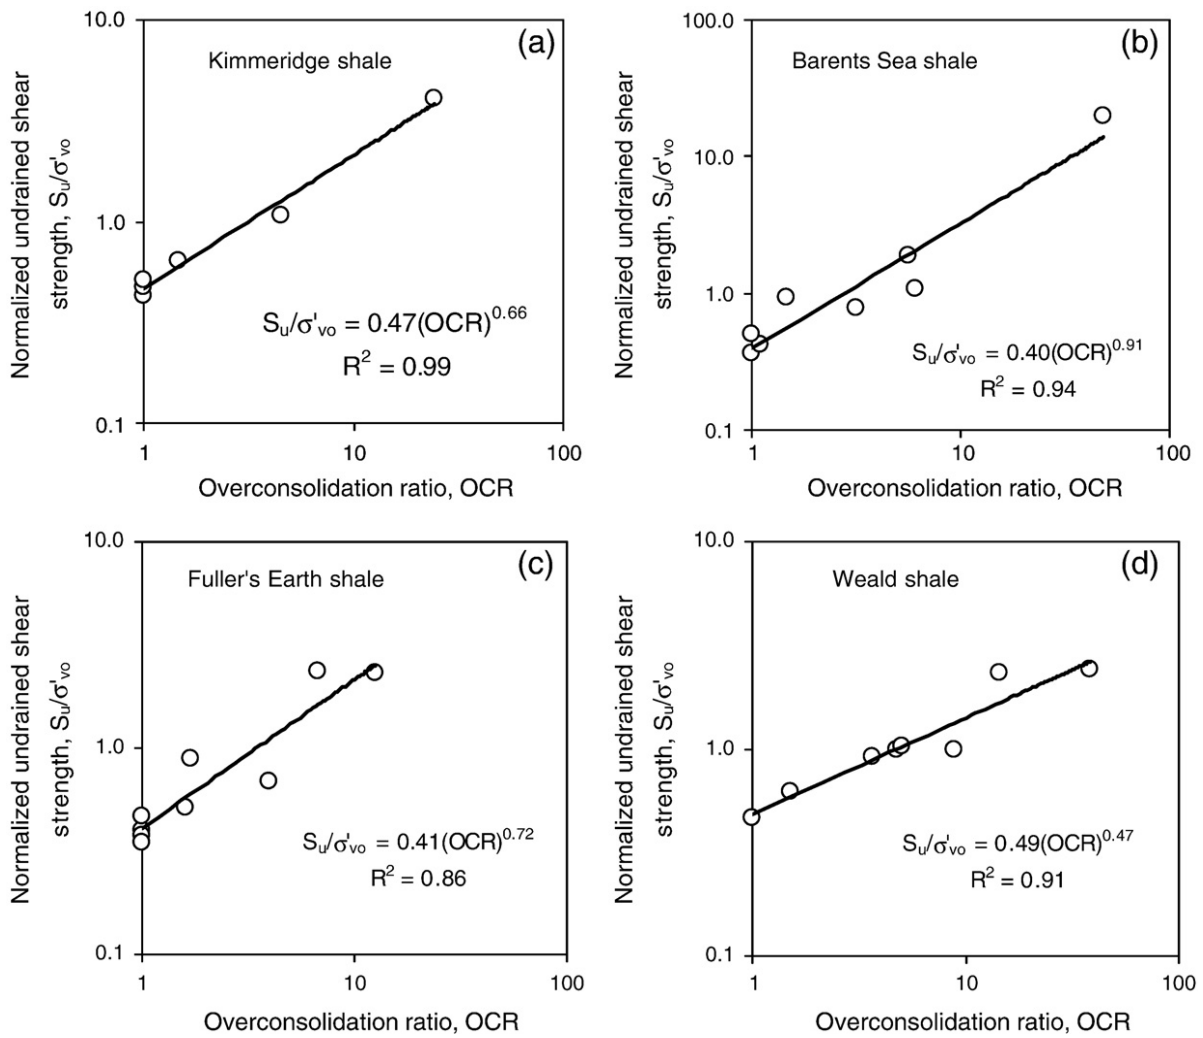 (a)
Kimmeridge shale
Normalized undrained shear
strength, Su/σ'vo
10.0
1.0
0.1
Su/σ'vo = 0.47(OCR)^0.66
R² = 0.99
1 10 100
Overconsolidation ratio, OCR
(b)
Barents Sea shale
Normalized undrained shear
strength, Su/σ'vo
100.0
10.0
1.0
0.1
Su/σ'vo = 0.40(OCR)^0.91
R² = 0.94
1 10 100
Overconsolidation ratio, OCR
(c)
Fuller's Earth shale
Normalized undrained shear
strength, Su/σ'vo
10.0
1.0
0.1
Su/σ'vo = 0.41(OCR)^0.72
R² = 0.86
1 10 100
Overconsolidation ratio, OCR
(d)
Weald shale
Normalized undrained shear
strength, Su/σ'vo
10.0
1.0
0.1
Su/σ'vo = 0.49(OCR)^0.47
R² = 0.91
1 10 100
Overconsolidation ratio, OCR